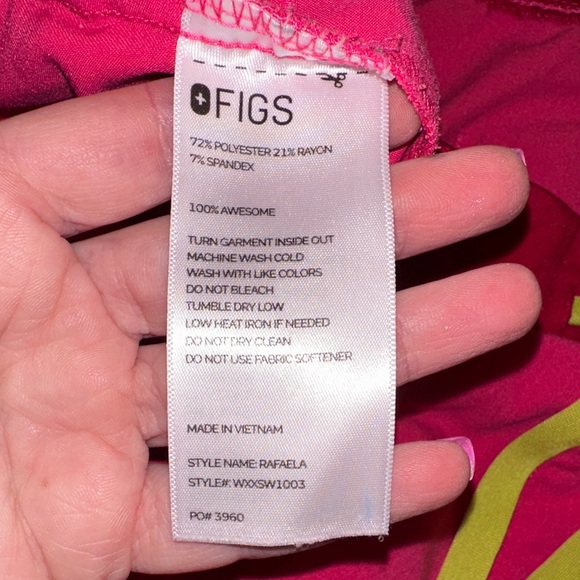 FIGS
72% POLYESTER 21% RAYON
7% SPANDEX
100% AWESOME
TURN GARMENT INSIDE OUT
MACHINE WASH COLD
WASH WITH LIKE COLORS
DO NOT BLEACH
TUMBLE DRY LOW
LOW HEAT IRON IF NEEDED
DO NOT DRY CLEAN
DO NOT USE FABRIC SOFTENER
MADE IN VIETNAM
STYLE NAME: RAFAELA
STYLE#: WXXSW1003
PO# 3960